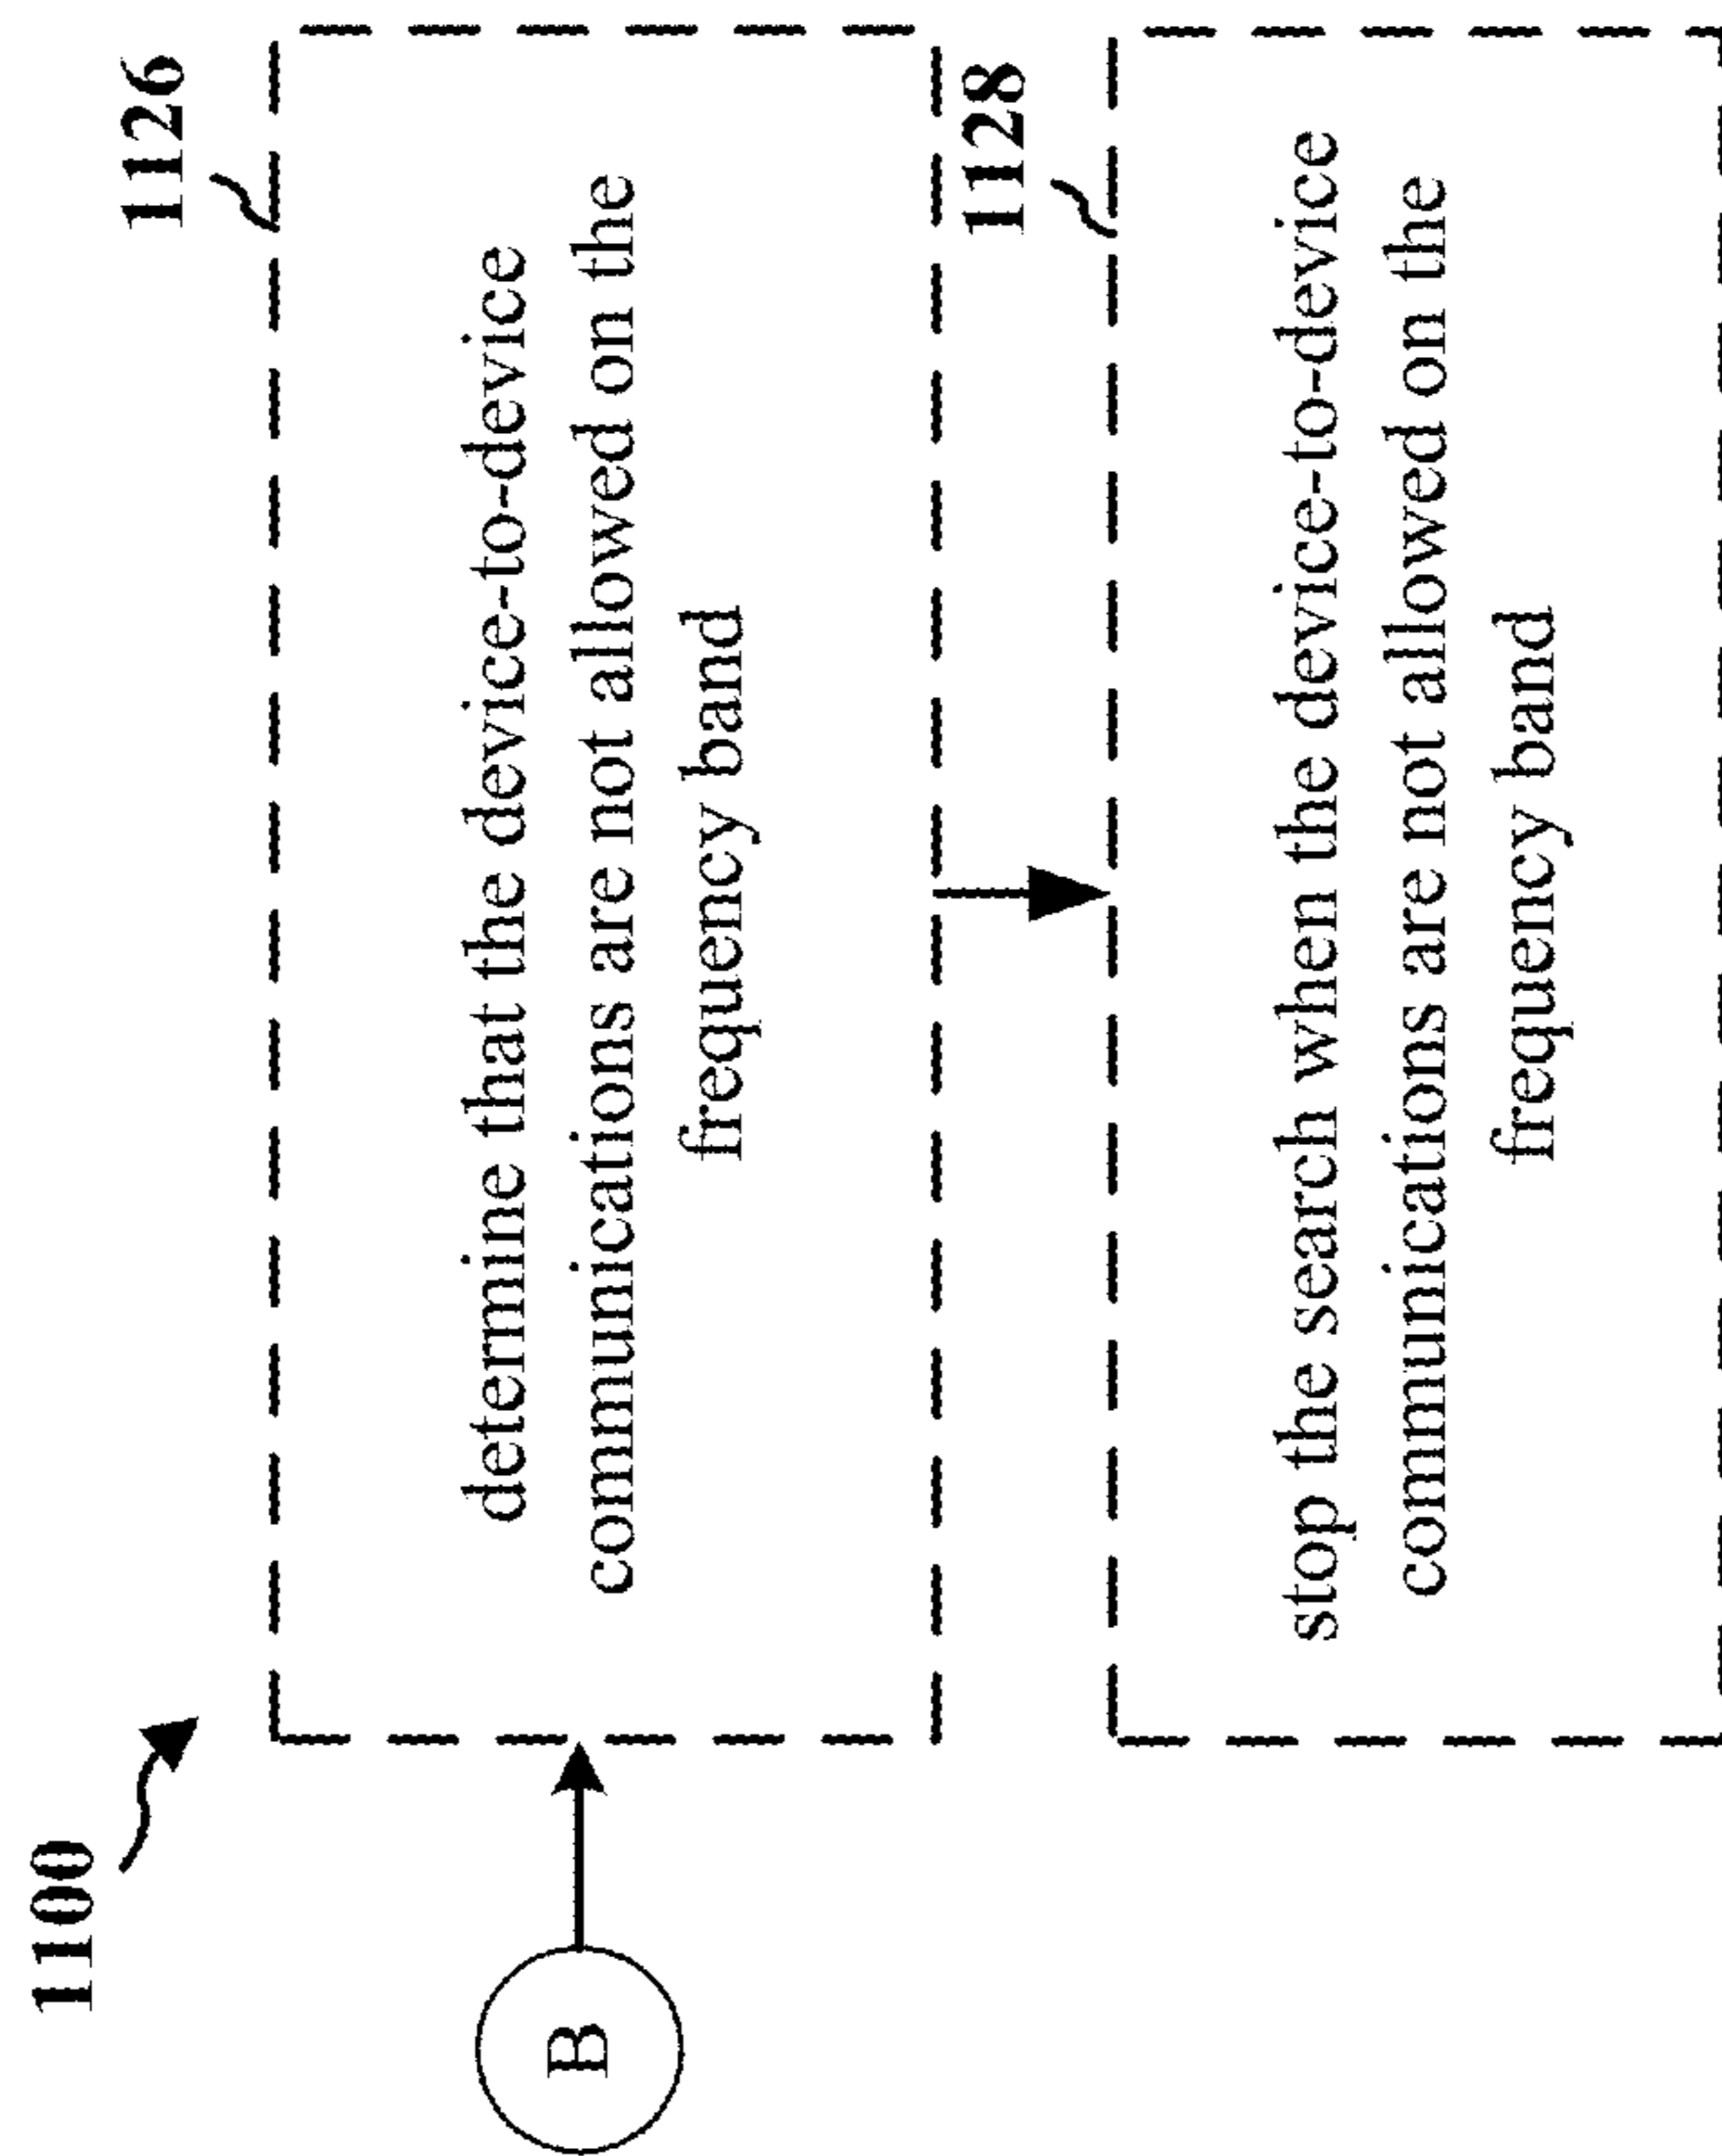 1100
B
1126
determine that the device-to-device
communications are not allowed on the
frequency band
1128
stop the search when the device-to-device
communications are not allowed on the
frequency band